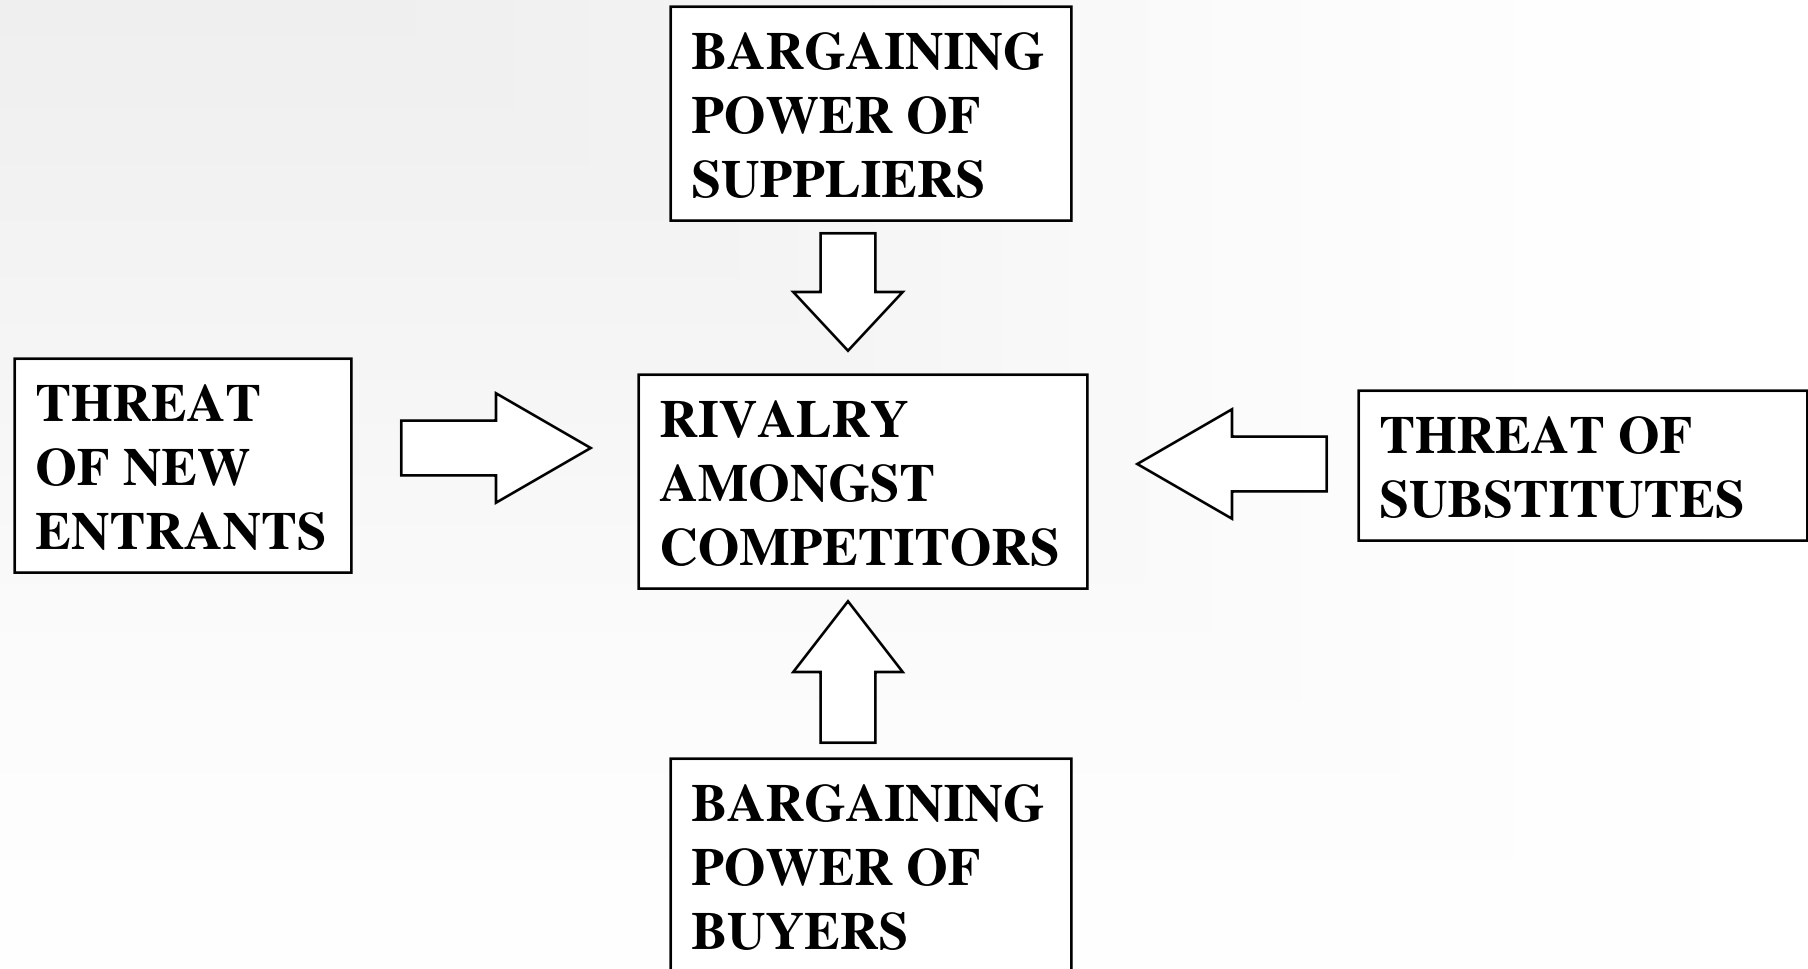 BARGAINING
POWER OF
SUPPLIERS
THREAT
OF NEW
ENTRANTS
RIVALRY
AMONGST
COMPETITORS
THREAT OF
SUBSTITUTES
BARGAINING
POWER OF
BUYERS